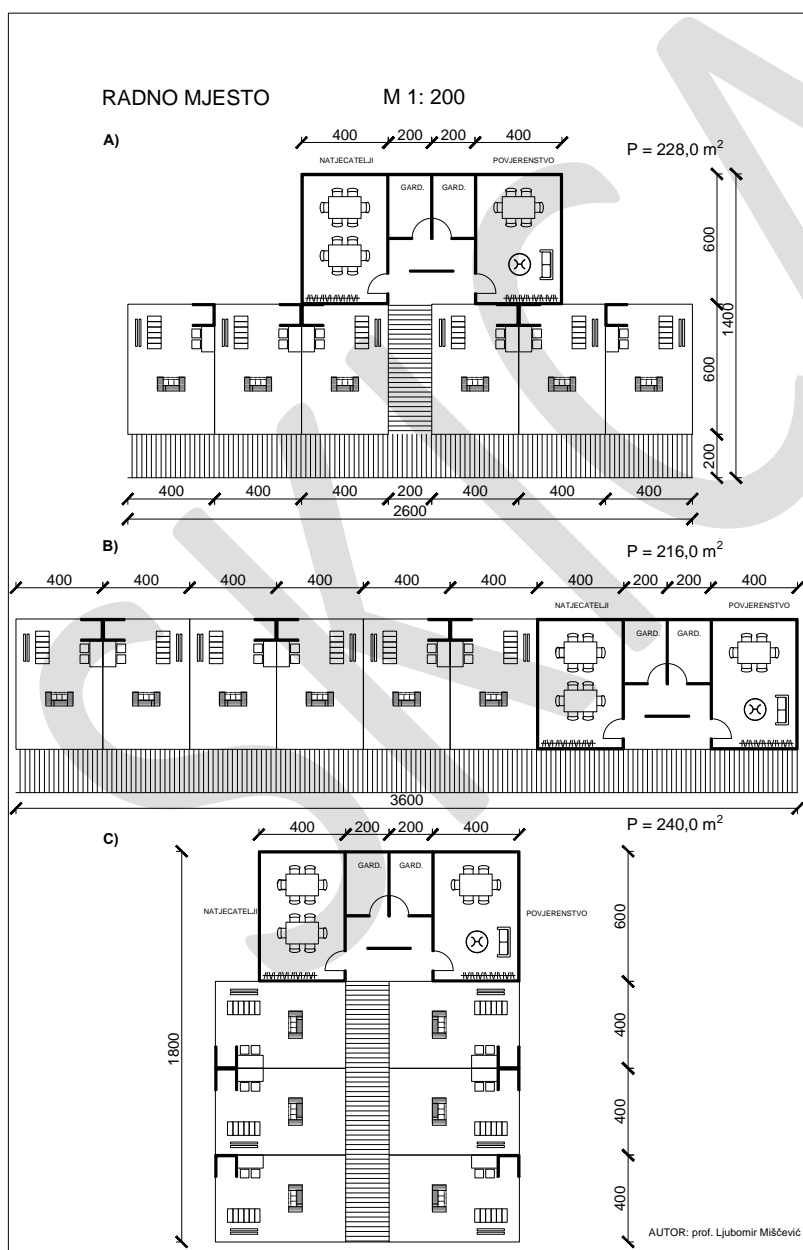 RADNO MJESTO M 1: 200
A)
400 200 200 400
P = 228,0 m²
NATJECATELJI POVJERENSTVO
GARD. GARD.
600
1400
600
200
400 400 400 200 400 400 400
2600
B)
P = 216,0 m²
400 400 400 400 400 400 400 200 200 400
NATJECATELJI POVJERENSTVO
GARD. GARD.
3600
C)
P = 240,0 m²
400 200 200 400
GARD. GARD.
NATJECATELJI POVJERENSTVO
600
1800
400
400
400
AUTOR: prof. Ljubomir Miščević
SKICA